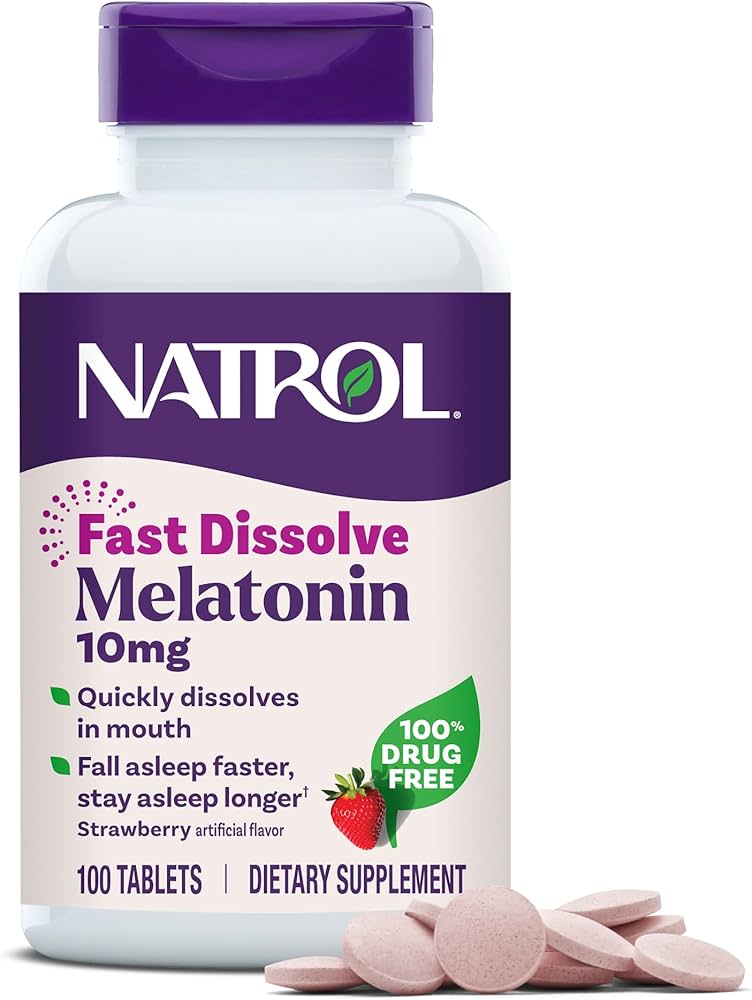 NATROL®
Fast Dissolve
Melatonin
10mg
Quickly dissolves
in mouth
Fall asleep faster,
stay asleep longer†
Strawberry artificial flavor
100%
DRUG
FREE
100 TABLETS | DIETARY SUPPLEMENT